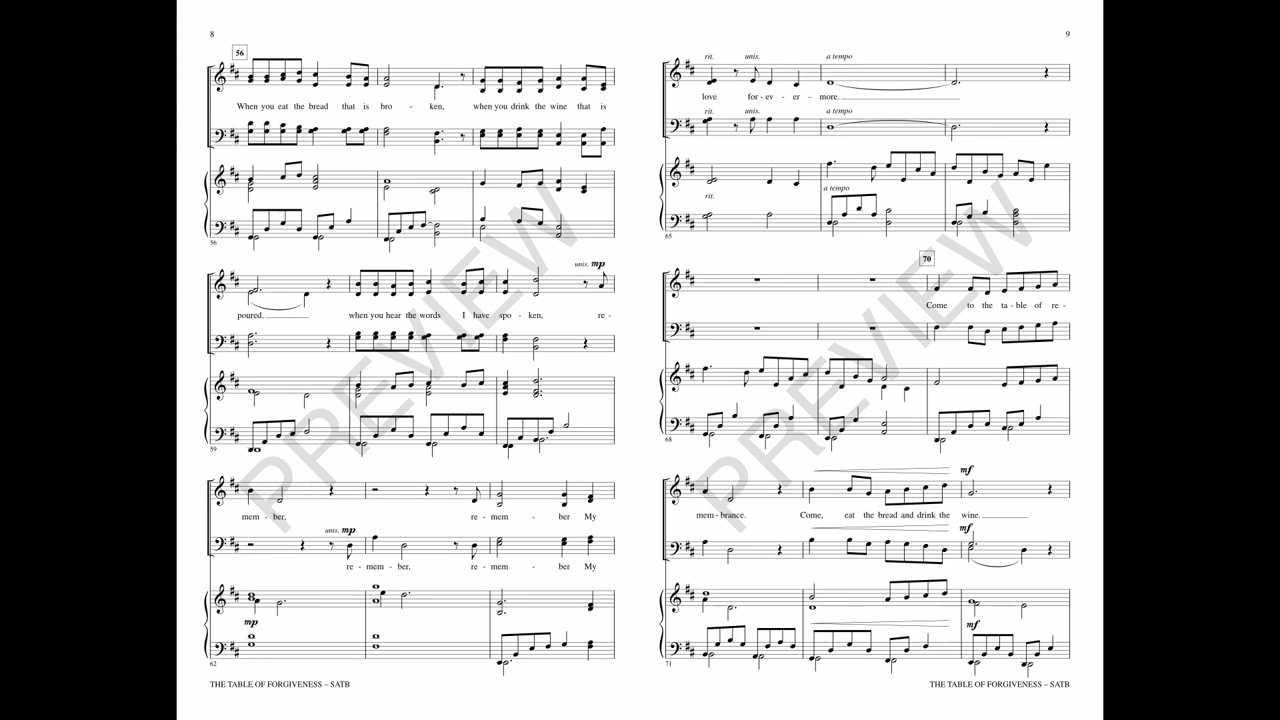 8
56
When you eat the bread that is bro - ken, when you drink the wine that is
56
unis. mp
poured, when you hear the words I have spo - ken, re -
59
mem - ber, re - mem - ber My
unis. mp
re - mem - ber, re - mem - ber My
mp
62
THE TABLE OF FORGIVENESS – SATB
9
rit. unis. a tempo
love for - ev - er - more.
rit. unis. a tempo
a tempo
rit.
65
70
Come to the ta - ble of re -
68
mf
mem - brance. Come, eat the bread and drink the wine.
mf
mf
71
THE TABLE OF FORGIVENESS – SATB
PREVIEW
PREVIEW